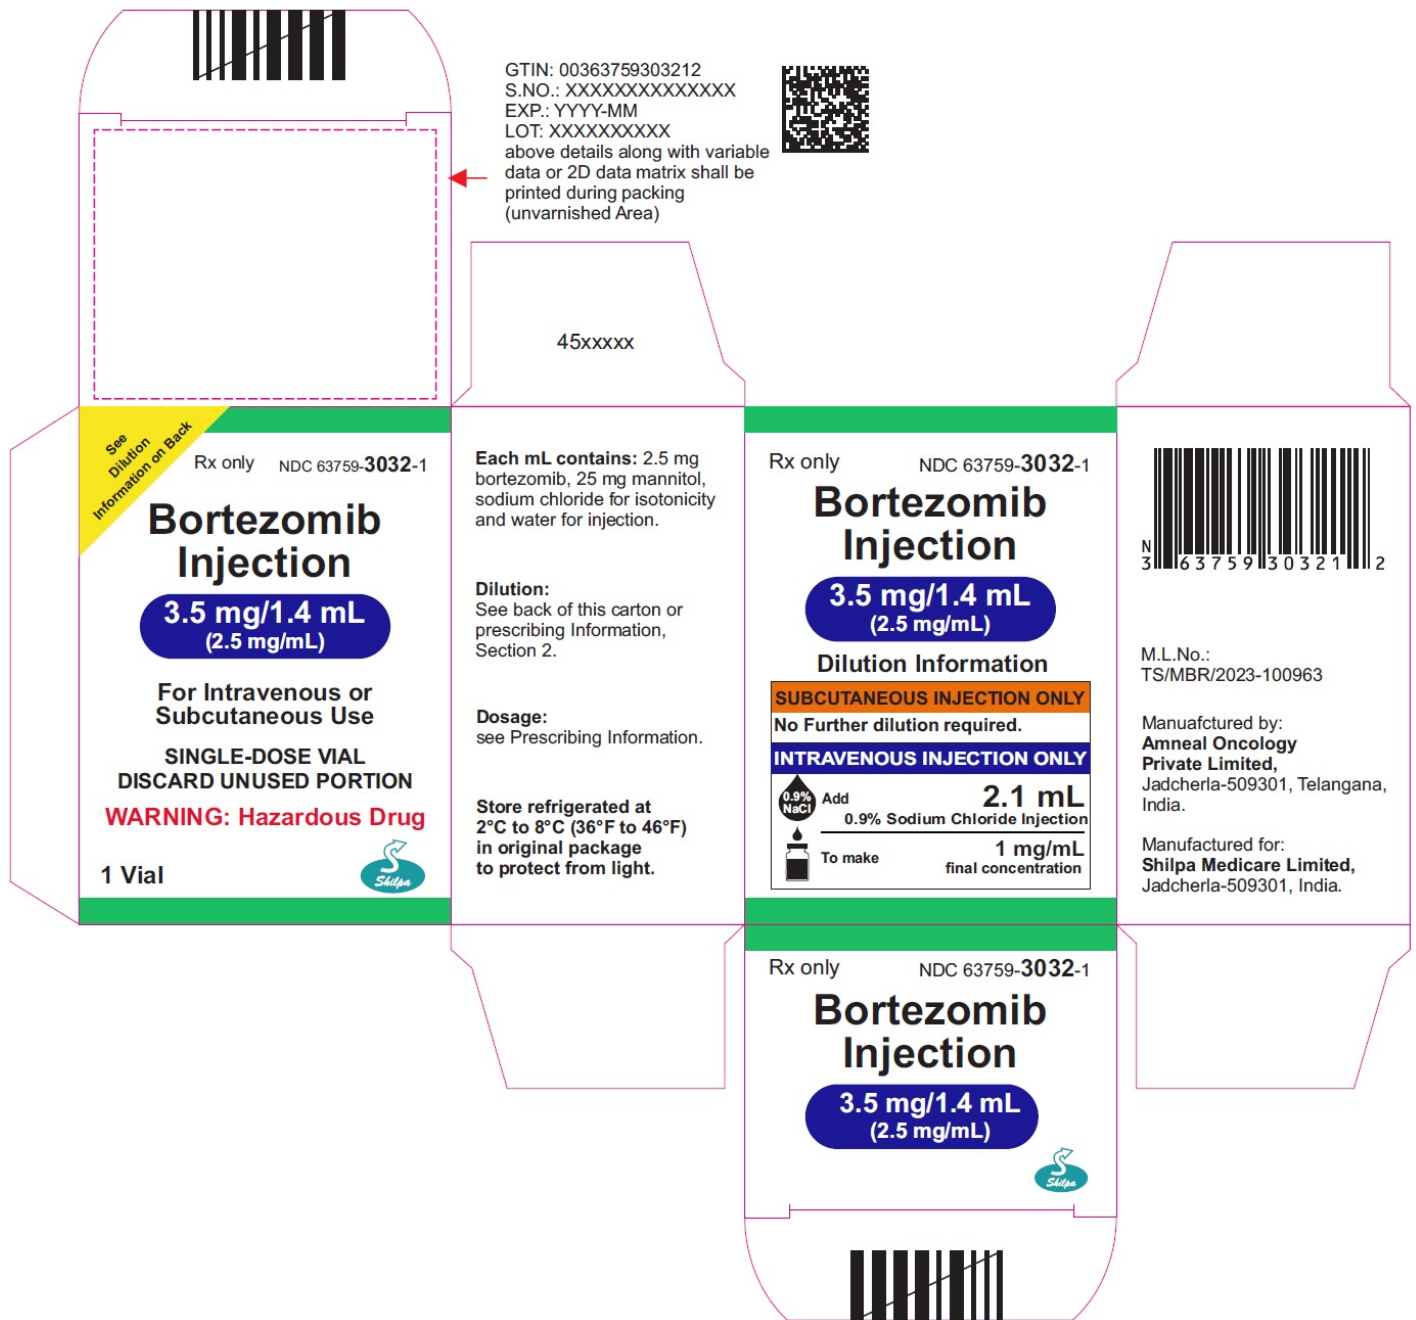 GTIN: 00363759303212
S.NO.: XXXXXXXXXXXXXX
EXP.: YYYY-MM
LOT: XXXXXXXXXX
above details along with variable
data or 2D data matrix shall be
printed during packing
(unvarnished Area)
45xxxxx
See
Dilution
Information on Back
Rx only NDC 63759-3032-1
Bortezomib
Injection
3.5 mg/1.4 mL
(2.5 mg/mL)
For Intravenous or
Subcutaneous Use
SINGLE-DOSE VIAL
DISCARD UNUSED PORTION
WARNING: Hazardous Drug
1 Vial
Shilpa
Each mL contains: 2.5 mg
bortezomib, 25 mg mannitol,
sodium chloride for isotonicity
and water for injection.
Dilution:
See back of this carton or
prescribing Information,
Section 2.
Dosage:
see Prescribing Information.
Store refrigerated at
2°C to 8°C (36°F to 46°F)
in original package
to protect from light.
Rx only NDC 63759-3032-1
Bortezomib
Injection
3.5 mg/1.4 mL
(2.5 mg/mL)
Dilution Information
SUBCUTANEOUS INJECTION ONLY
No Further dilution required.
INTRAVENOUS INJECTION ONLY
0.9%
NaCl
Add 2.1 mL
0.9% Sodium Chloride Injection
To make 1 mg/mL
final concentration
N
3 63759 30321 2
M.L.No.:
TS/MBR/2023-100963
Manuafctured by:
Amneal Oncology
Private Limited,
Jadcherla-509301, Telangana,
India.
Manufactured for:
Shilpa Medicare Limited,
Jadcherla-509301, India.
Rx only NDC 63759-3032-1
Bortezomib
Injection
3.5 mg/1.4 mL
(2.5 mg/mL)
Shilpa